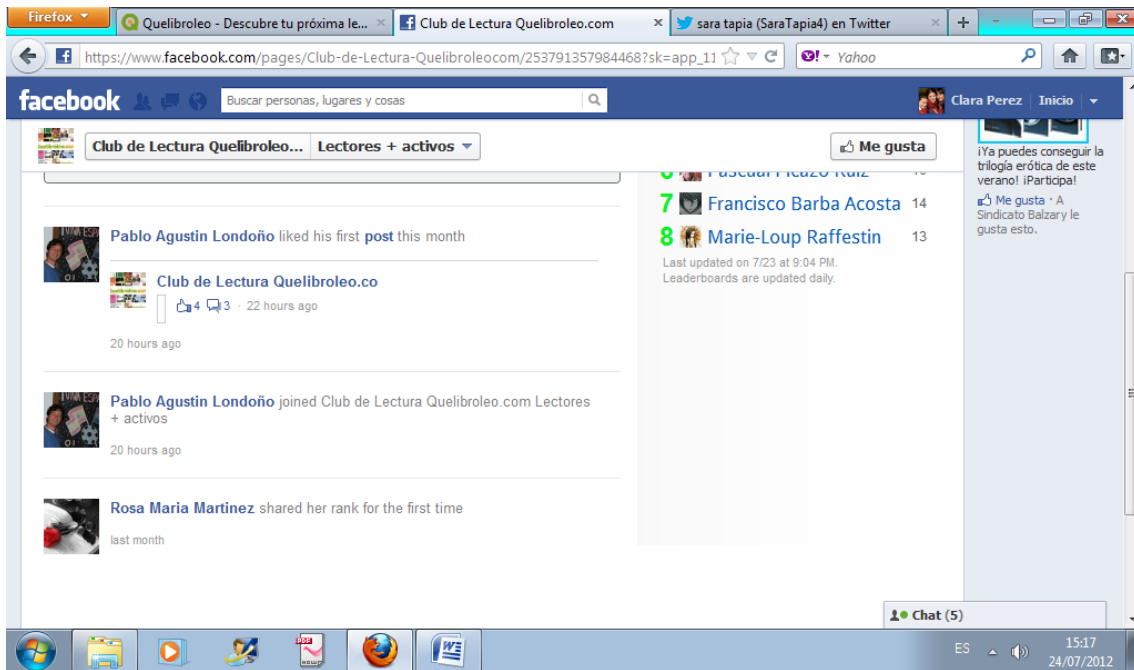 Firefox
Quelibroleo - Descubre tu próxima le...
Club de Lectura Quelibroleo.com
sara tapia (SaraTapia4) en Twitter
https://www.facebook.com/pages/Club-de-Lectura-Quelibroleocom/253791357984468?sk=app_11
Yahoo
facebook
Buscar personas, lugares y cosas
Clara Perez Inicio
Club de Lectura Quelibroleo... Lectores + activos
Me gusta
¡Ya puedes conseguir la
trilogía erótica de este
verano! ¡Participa!
Me gusta · A
Sindicato Balzary le
gusta esto.
Pascual Picazo Ruiz
7 Francisco Barba Acosta 14
8 Marie-Loup Raffestin 13
Last updated on 7/23 at 9:04 PM.
Leaderboards are updated daily.
Pablo Agustin Londoño liked his first post this month
Club de Lectura Quelibroleo.co
4 3 · 22 hours ago
20 hours ago
Pablo Agustin Londoño joined Club de Lectura Quelibroleo.com Lectores
+ activos
20 hours ago
Rosa Maria Martinez shared her rank for the first time
last month
Chat (5)
ES
15:17
24/07/2012